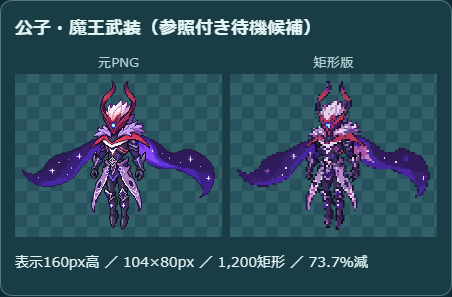 公子・魔王武装（参照付き待機候補）
元PNG
矩形版
表示160px高 ／ 104×80px ／ 1,200矩形 ／ 73.7%減